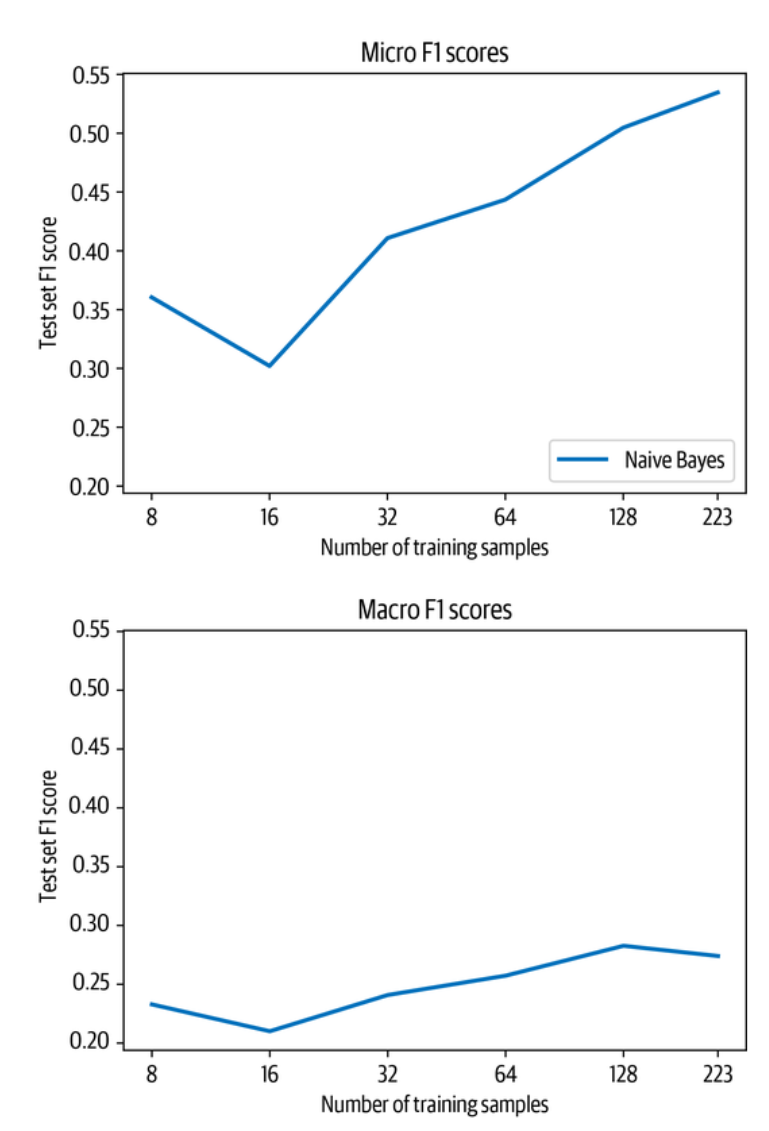 Micro F1 scores
0.55
0.50
0.45
0.40
0.35
0.30
0.25
0.20
Test set F1 score
Naive Bayes
8 16 32 64 128 223
Number of training samples
Macro F1 scores
0.55
0.50
0.45
0.40
0.35
0.30
0.25
0.20
Test set F1 score
8 16 32 64 128 223
Number of training samples